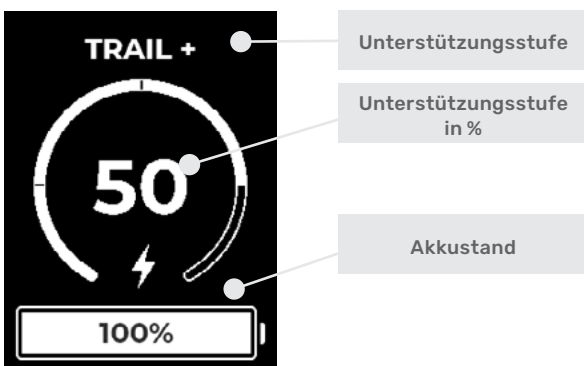 TRAIL +
Unterstützungsstufe
Unterstützungsstufe
in %
50
Akkustand
100%